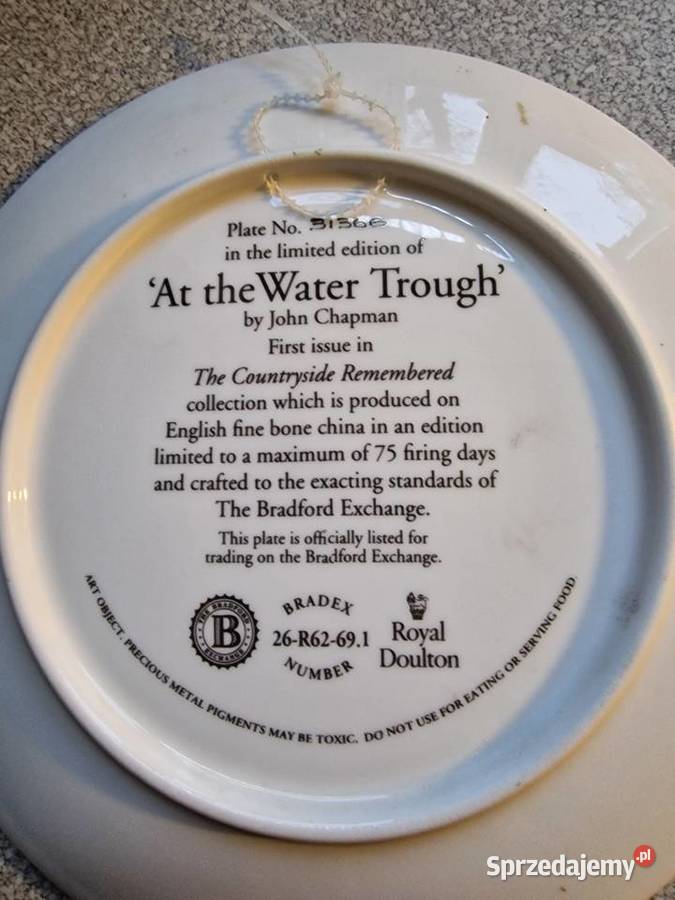 Plate No. 31366
in the limited edition of
‘At the Water Trough’
by John Chapman
First issue in
The Countryside Remembered
collection which is produced on
English fine bone china in an edition
limited to a maximum of 75 firing days
and crafted to the exacting standards of
The Bradford Exchange.
This plate is officially listed for
trading on the Bradford Exchange.
THE BRADFORD
B
EXCHANGE
BRADEX
26-R62-69.1
NUMBER
Royal
Doulton
ART OBJECT. PRECIOUS METAL PIGMENTS MAY BE TOXIC. DO NOT USE FOR EATING OR SERVING FOOD.
Sprzedajemy.pl